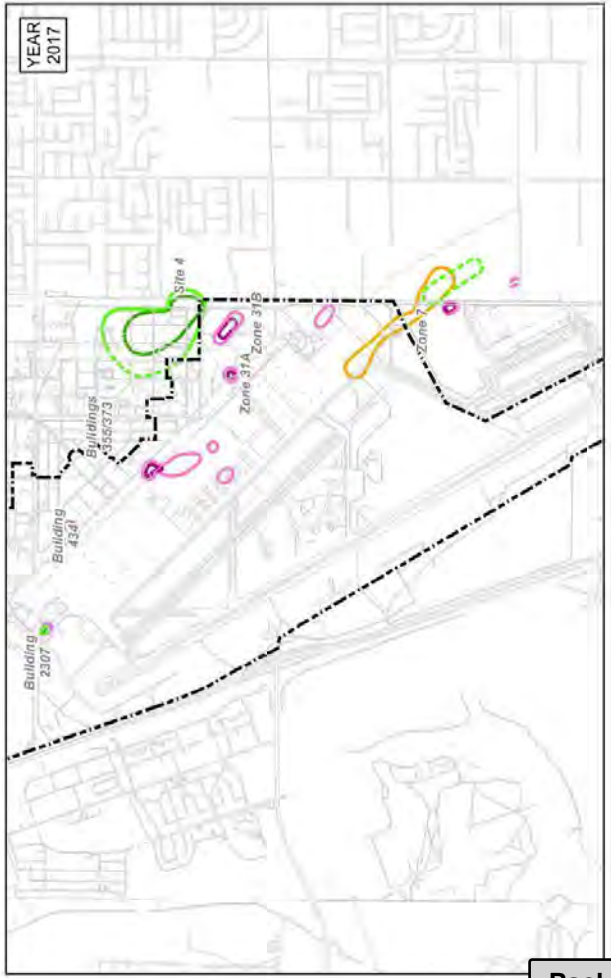 YEAR
2017
Site 4
Buildings
355/373
Zone 31B
Zone 31A
Building
434
Building
2307
Zone 7